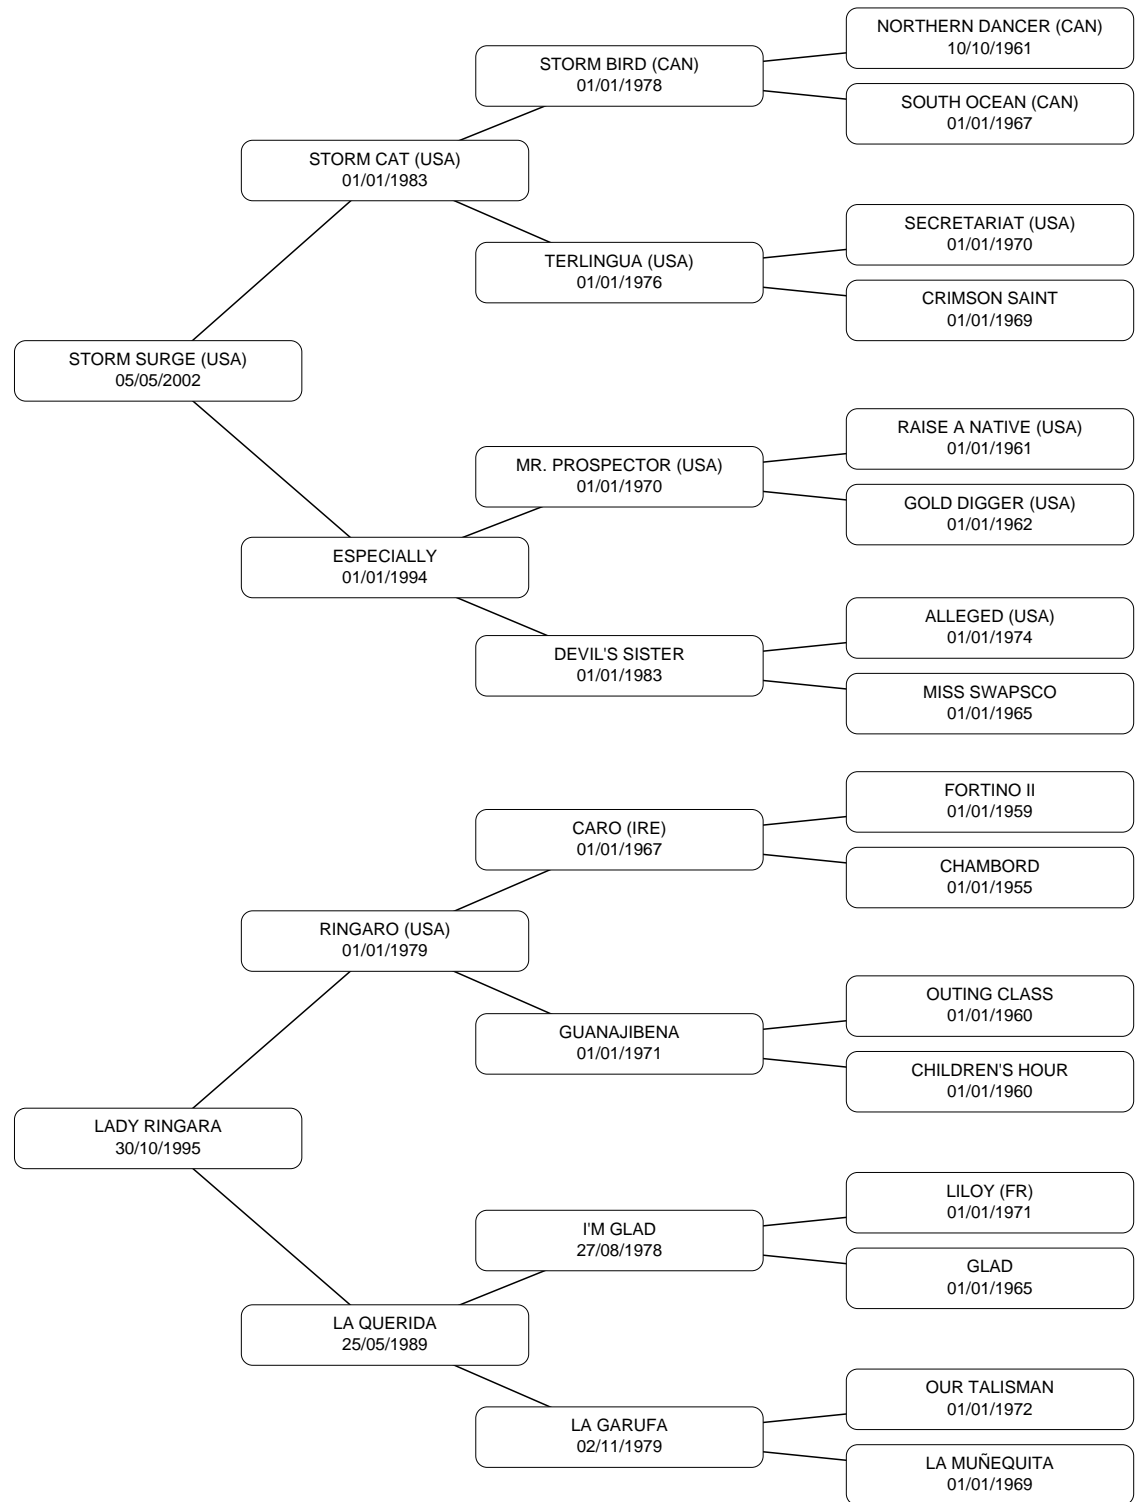 NORTHERN DANCER (CAN)
10/10/1961
STORM BIRD (CAN)
01/01/1978
SOUTH OCEAN (CAN)
01/01/1967
STORM CAT (USA)
01/01/1983
SECRETARIAT (USA)
01/01/1970
TERLINGUA (USA)
01/01/1976
CRIMSON SAINT
01/01/1969
STORM SURGE (USA)
05/05/2002
RAISE A NATIVE (USA)
01/01/1961
MR. PROSPECTOR (USA)
01/01/1970
GOLD DIGGER (USA)
01/01/1962
ESPECIALLY
01/01/1994
ALLEGED (USA)
01/01/1974
DEVIL'S SISTER
01/01/1983
MISS SWAPSCO
01/01/1965
FORTINO II
01/01/1959
CARO (IRE)
01/01/1967
CHAMBORD
01/01/1955
RINGARO (USA)
01/01/1979
OUTING CLASS
01/01/1960
GUANAJIBENA
01/01/1971
CHILDREN'S HOUR
01/01/1960
LADY RINGARA
30/10/1995
LILOY (FR)
01/01/1971
I'M GLAD
27/08/1978
GLAD
01/01/1965
LA QUERIDA
25/05/1989
OUR TALISMAN
01/01/1972
LA GARUFA
02/11/1979
LA MUÑEQUITA
01/01/1969